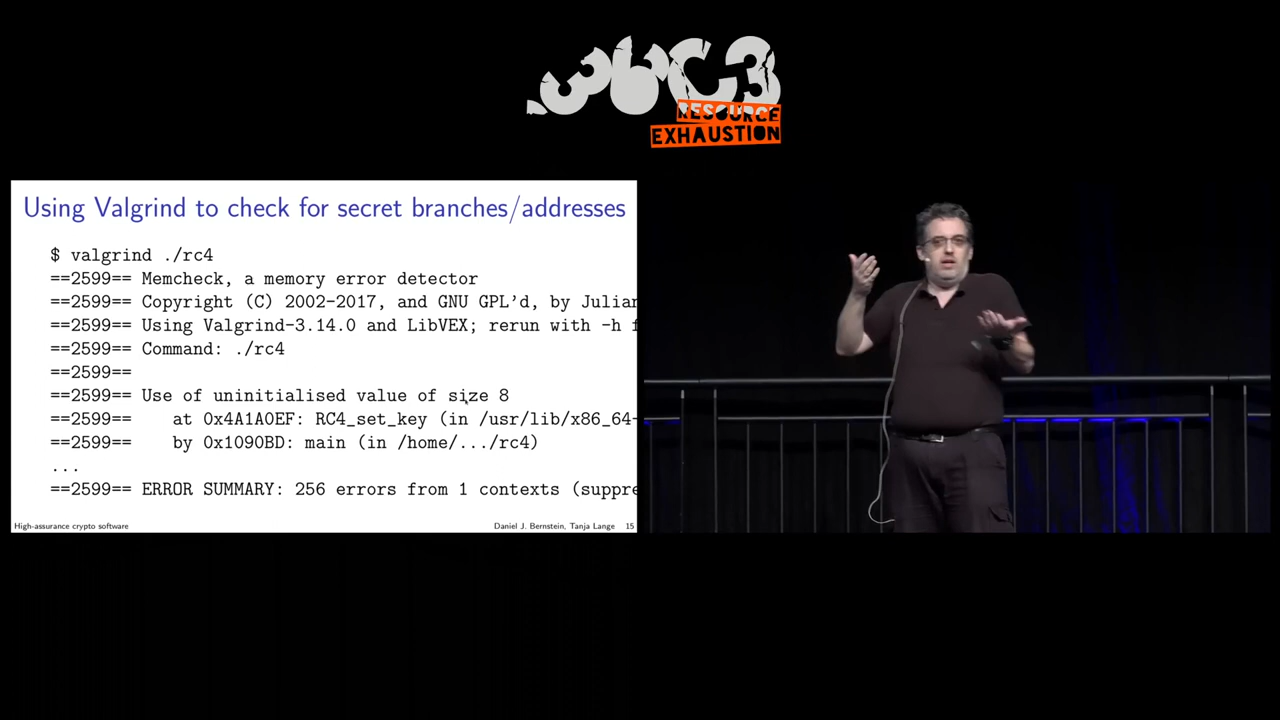 36C3
RESOURCE
EXHAUSTION
Using Valgrind to check for secret branches/addresses
$ valgrind ./rc4
==2599== Memcheck, a memory error detector
==2599== Copyright (C) 2002-2017, and GNU GPL'd, by Julian
==2599== Using Valgrind-3.14.0 and LibVEX; rerun with -h f
==2599== Command: ./rc4
==2599==
==2599== Use of uninitialised value of size 8
==2599==    at 0x4A1A0EF: RC4_set_key (in /usr/lib/x86_64-
==2599==    by 0x1090BD: main (in /home/.../rc4)
...
==2599== ERROR SUMMARY: 256 errors from 1 contexts (suppre
High-assurance crypto software Daniel J. Bernstein, Tanja Lange 15